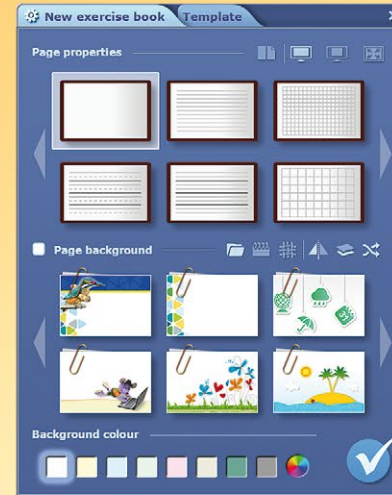 New exercise book Template
Page properties
Page background
Background colour